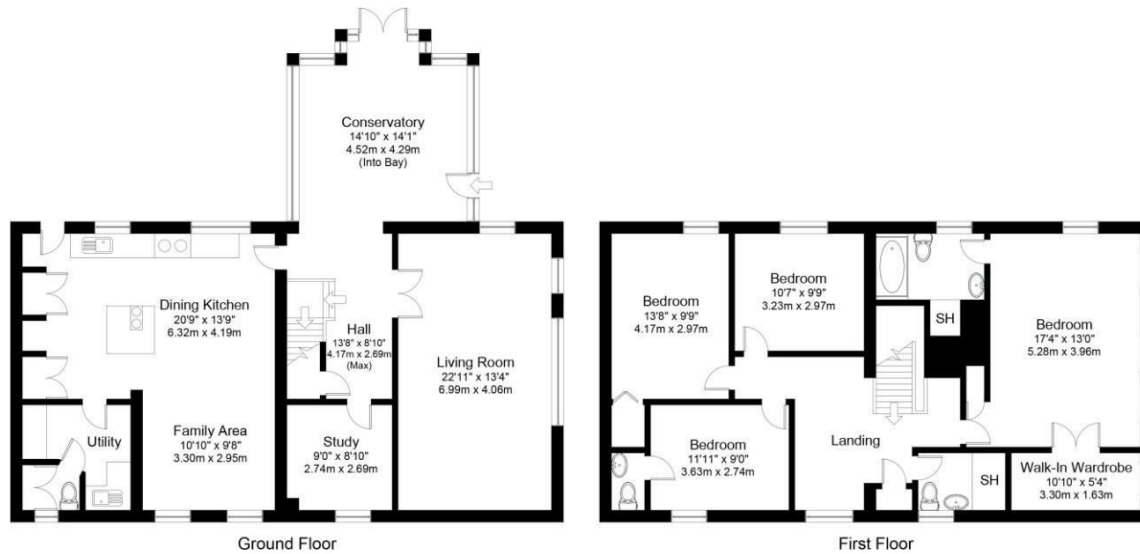 Conservatory
14'10" x 14'1"
4.52m x 4.29m
(Into Bay)
Dining Kitchen
20'9" x 13'9"
6.32m x 4.19m
Hall
13'8" x 8'10"
4.17m x 2.69m
(Max)
Living Room
22'11" x 13'4"
6.99m x 4.06m
Utility
Family Area
10'10" x 9'8"
3.30m x 2.95m
Study
9'0" x 8'10"
2.74m x 2.69m
Ground Floor
Bedroom
13'8" x 9'9"
4.17m x 2.97m
Bedroom
10'7" x 9'9"
3.23m x 2.97m
SH
Bedroom
17'4" x 13'0"
5.28m x 3.96m
Bedroom
11'11" x 9'0"
3.63m x 2.74m
Landing
SH
Walk-In Wardrobe
10'10" x 5'4"
3.30m x 1.63m
First Floor